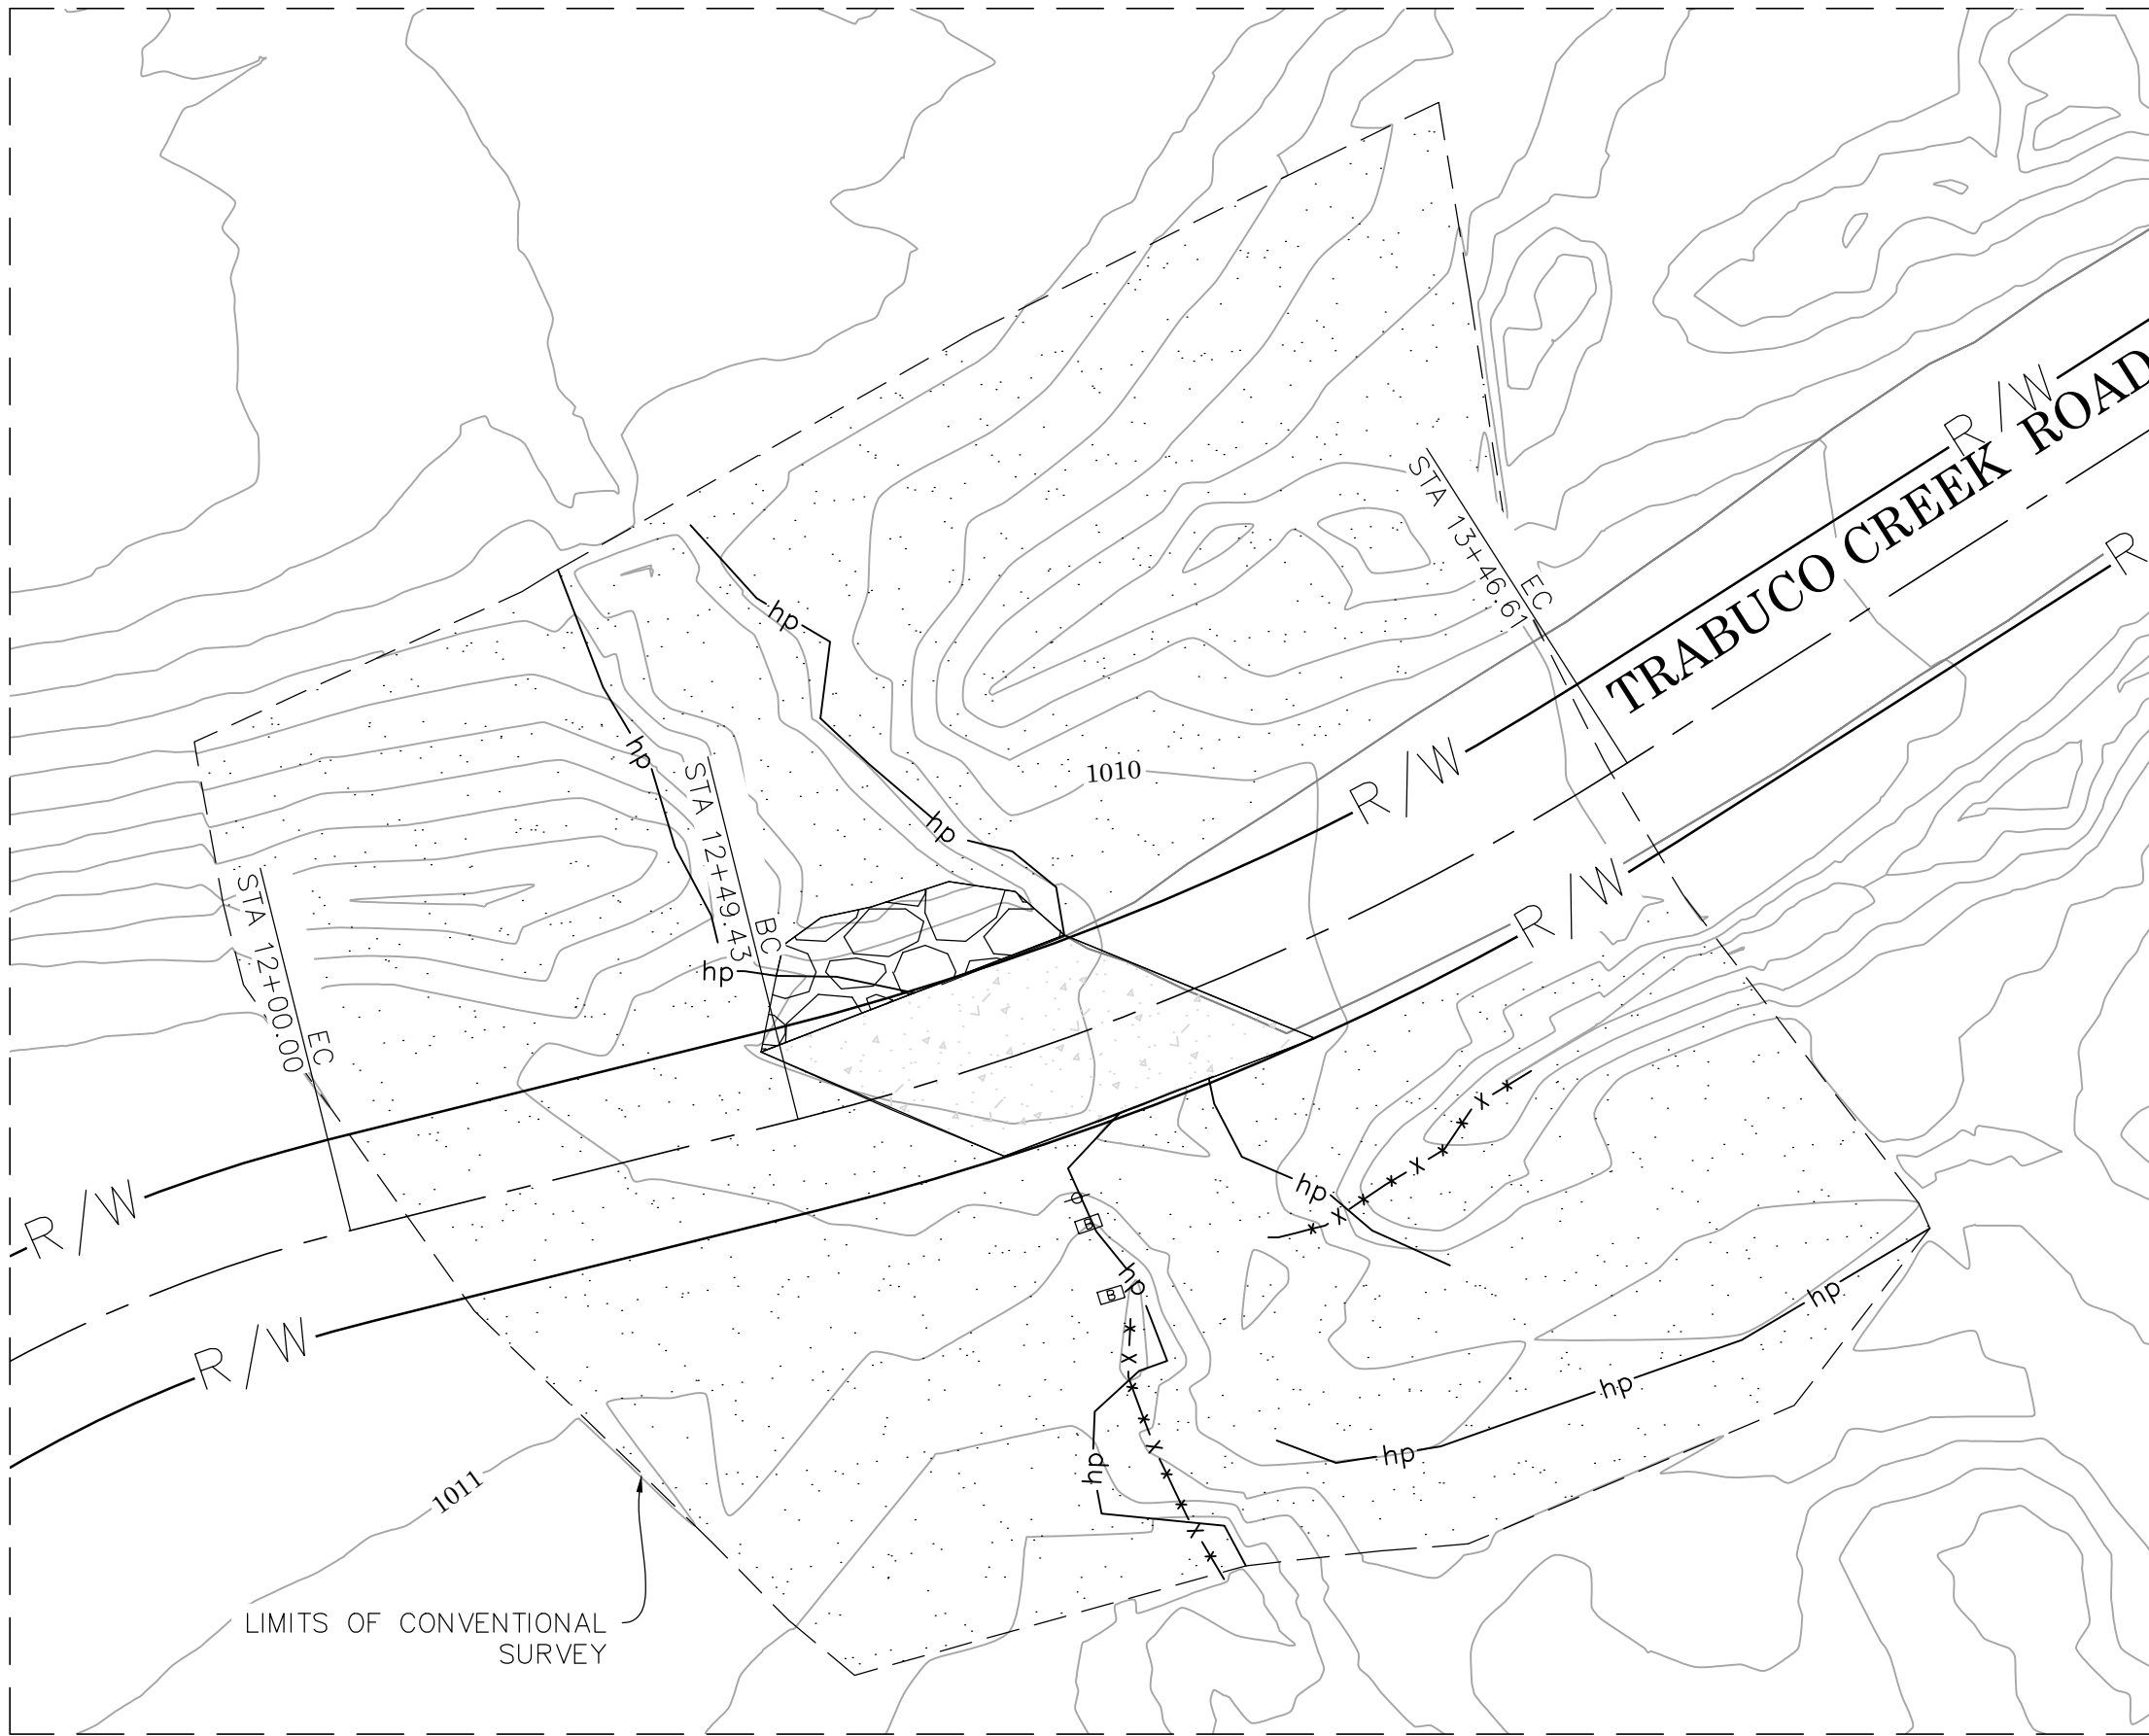 R/W
TRABUCO CREEK ROAD
R
STA 13+46.61
EC
hp
hp
1010
R/W
STA 12+49.43
BC
hp
hp
R/W
STA 12+00.00
EC
hp
R/W
B
hp
B
hp
R/W
hp
hp
1011
hp
LIMITS OF CONVENTIONAL
SURVEY